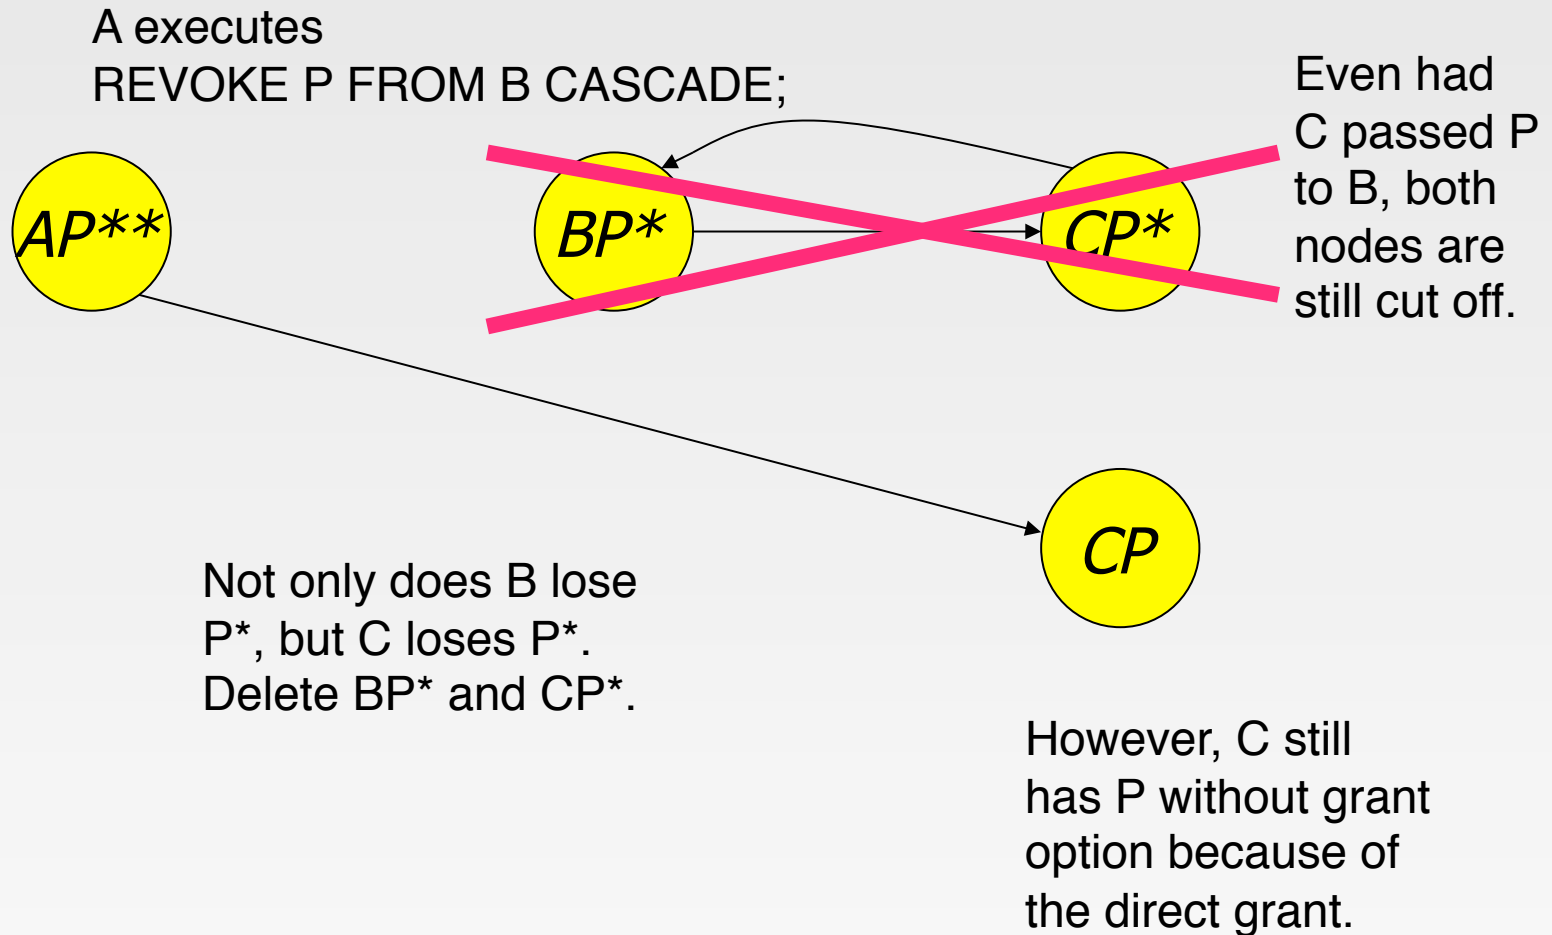 A executes
REVOKE P FROM B CASCADE;
Even had
C passed P
to B, both
nodes are
still cut off.
AP**
BP*
CP*
CP
Not only does B lose
P*, but C loses P*.
Delete BP* and CP*.
However, C still
has P without grant
option because of
the direct grant.